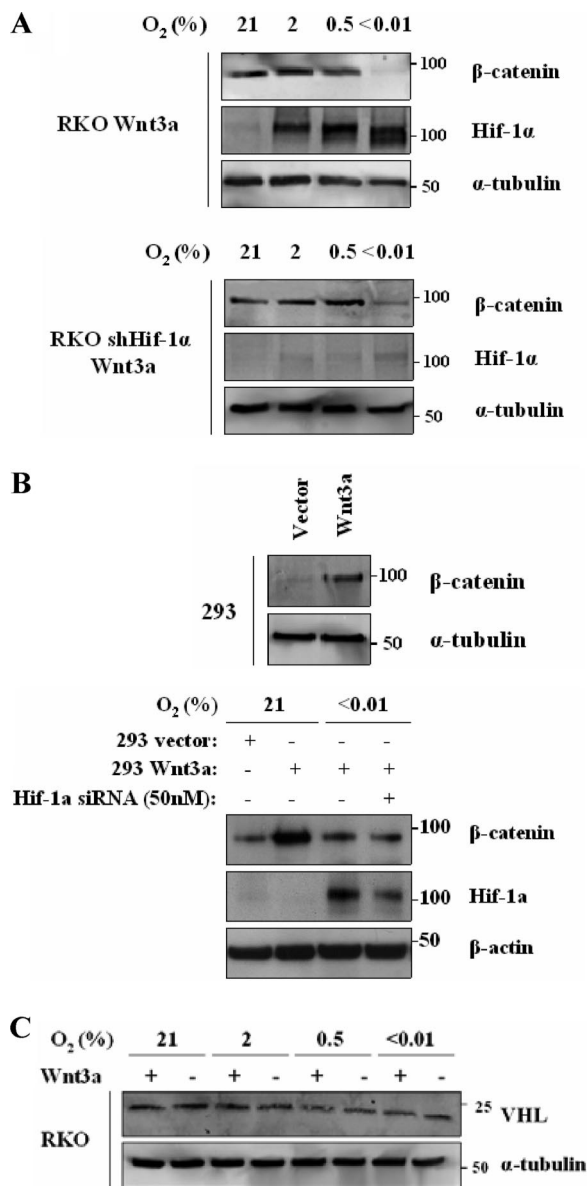 A
O2 (%) 21 2 0.5 <0.01
100 β-catenin
RKO Wnt3a
100 Hif-1α
50 α-tubulin
O2 (%) 21 2 0.5 <0.01
100 β-catenin
RKO shHif-1α
Wnt3a
100 Hif-1α
50 α-tubulin
B
Vector Wnt3a
100 β-catenin
293
50 α-tubulin
O2 (%) 21 <0.01
293 vector: + - - -
293 Wnt3a: - + + +
Hif-1a siRNA (50nM): - - - +
100 β-catenin
100 Hif-1a
50 β-actin
C
O2 (%) 21 2 0.5 <0.01
Wnt3a + - + - + - + -
25 VHL
RKO
50 α-tubulin